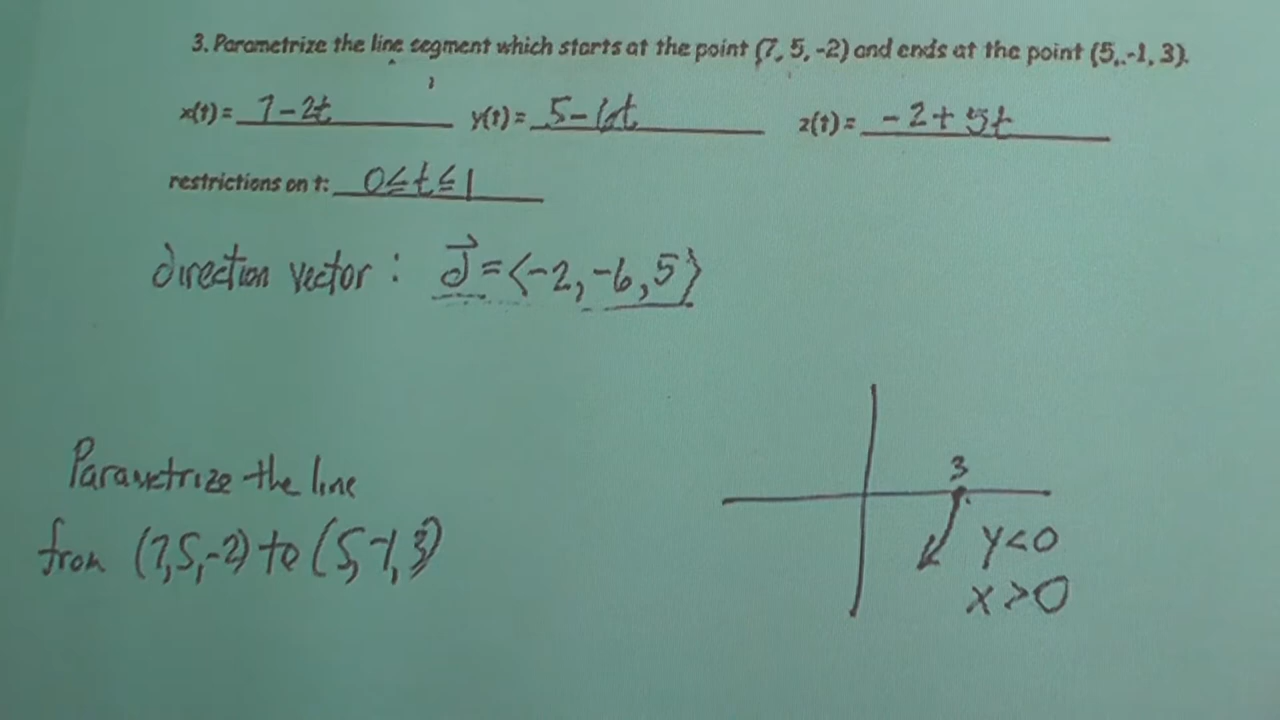 3. Parametrize the line segment which starts at the point (7, 5, -2) and ends at the point (5, -1, 3).
x(t) = 7-2t y(t) = 5-6t z(t) = -2+5t
restrictions on t: 0≤t≤1
direction vector : d⃗ = ⟨-2, -6, 5⟩
Parametrize the line
from (7,5,-2) to (5,-1,3)
3
y<0
x>0